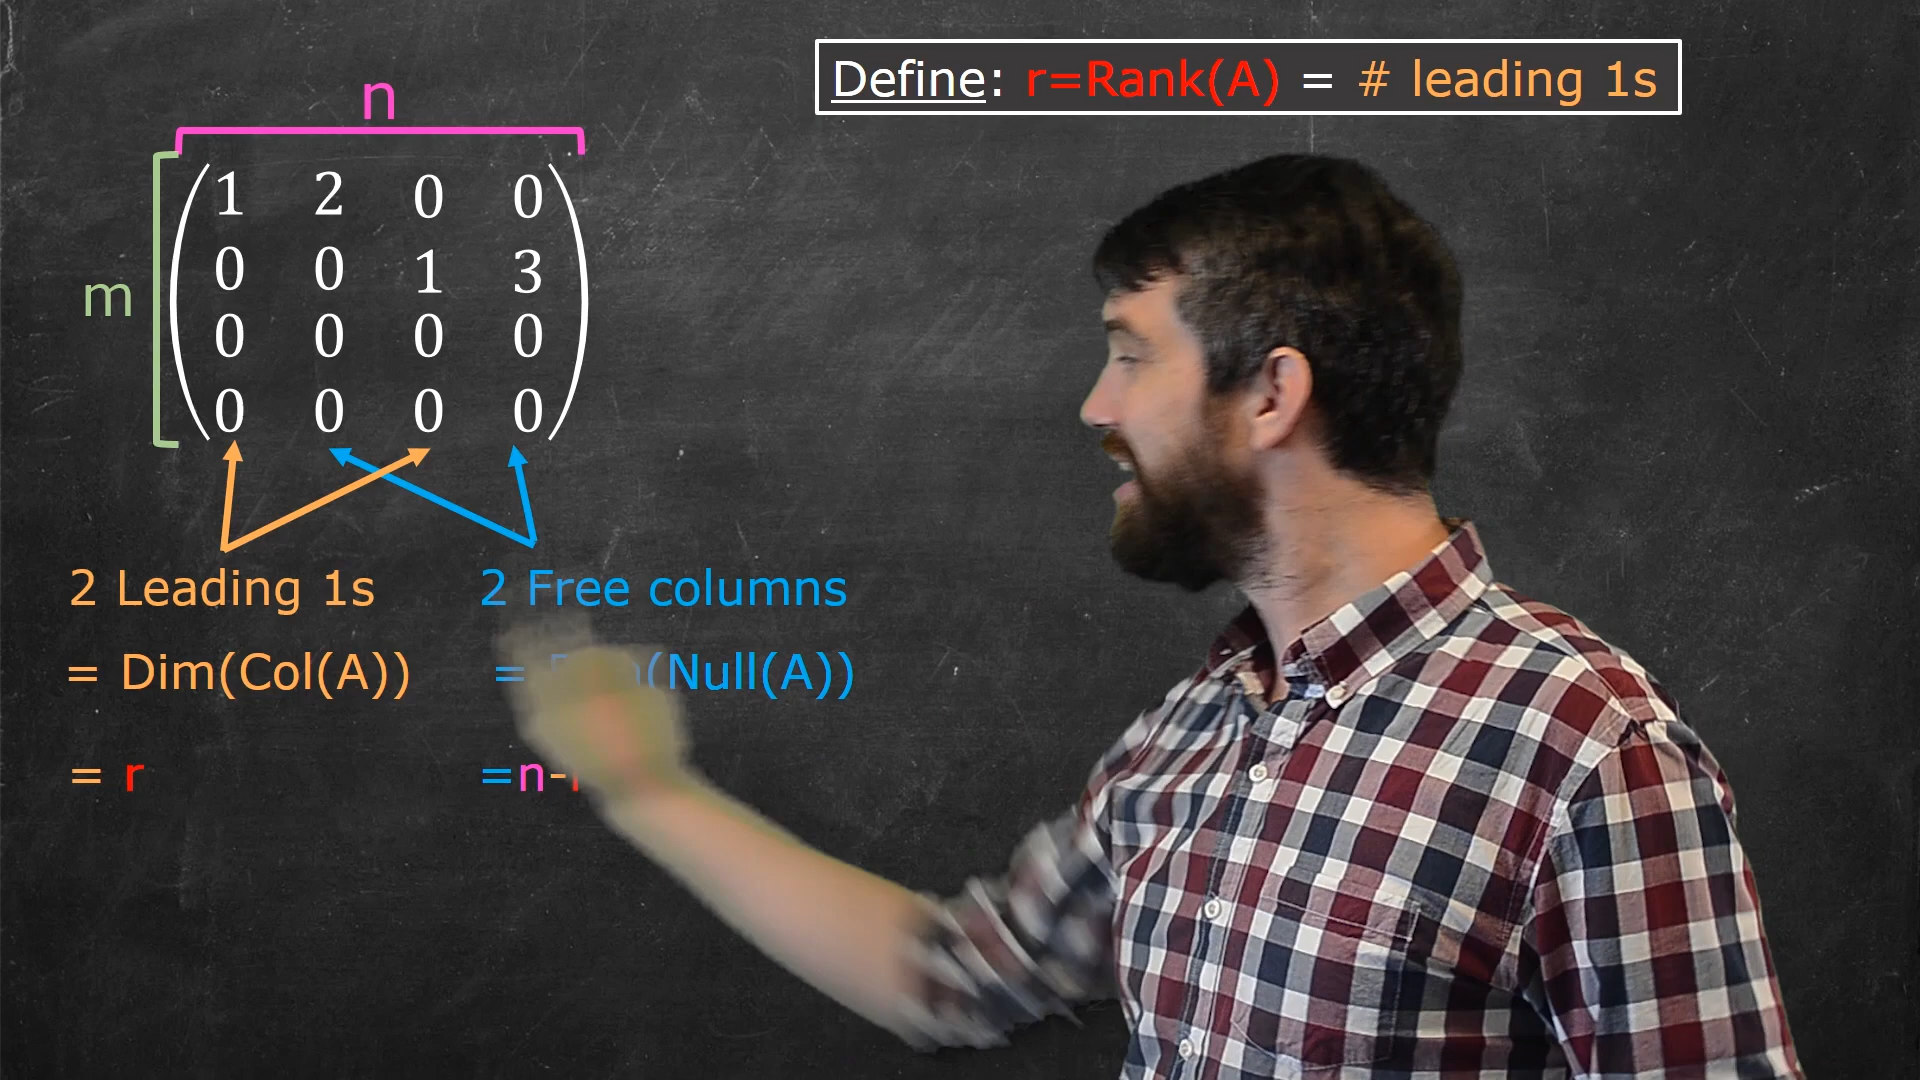 Define: r=Rank(A) = # leading 1s
n
m
1 2 0 0
0 0 1 3
0 0 0 0
0 0 0 0
2 Leading 1s
= Dim(Col(A))
= r
2 Free columns
= (Null(A))
=n-